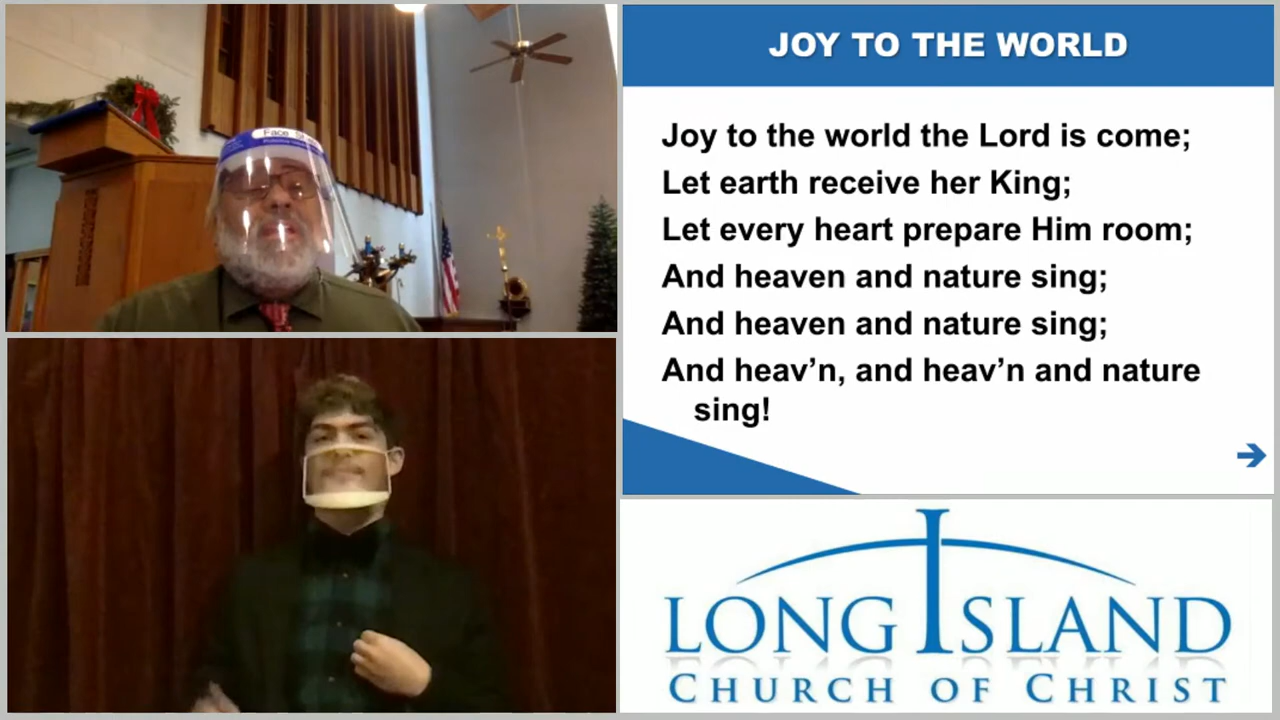 Face
JOY TO THE WORLD
Joy to the world the Lord is come;
Let earth receive her King;
Let every heart prepare Him room;
And heaven and nature sing;
And heaven and nature sing;
And heav’n, and heav’n and nature
sing!
LONG ISLAND
CHURCH OF CHRIST